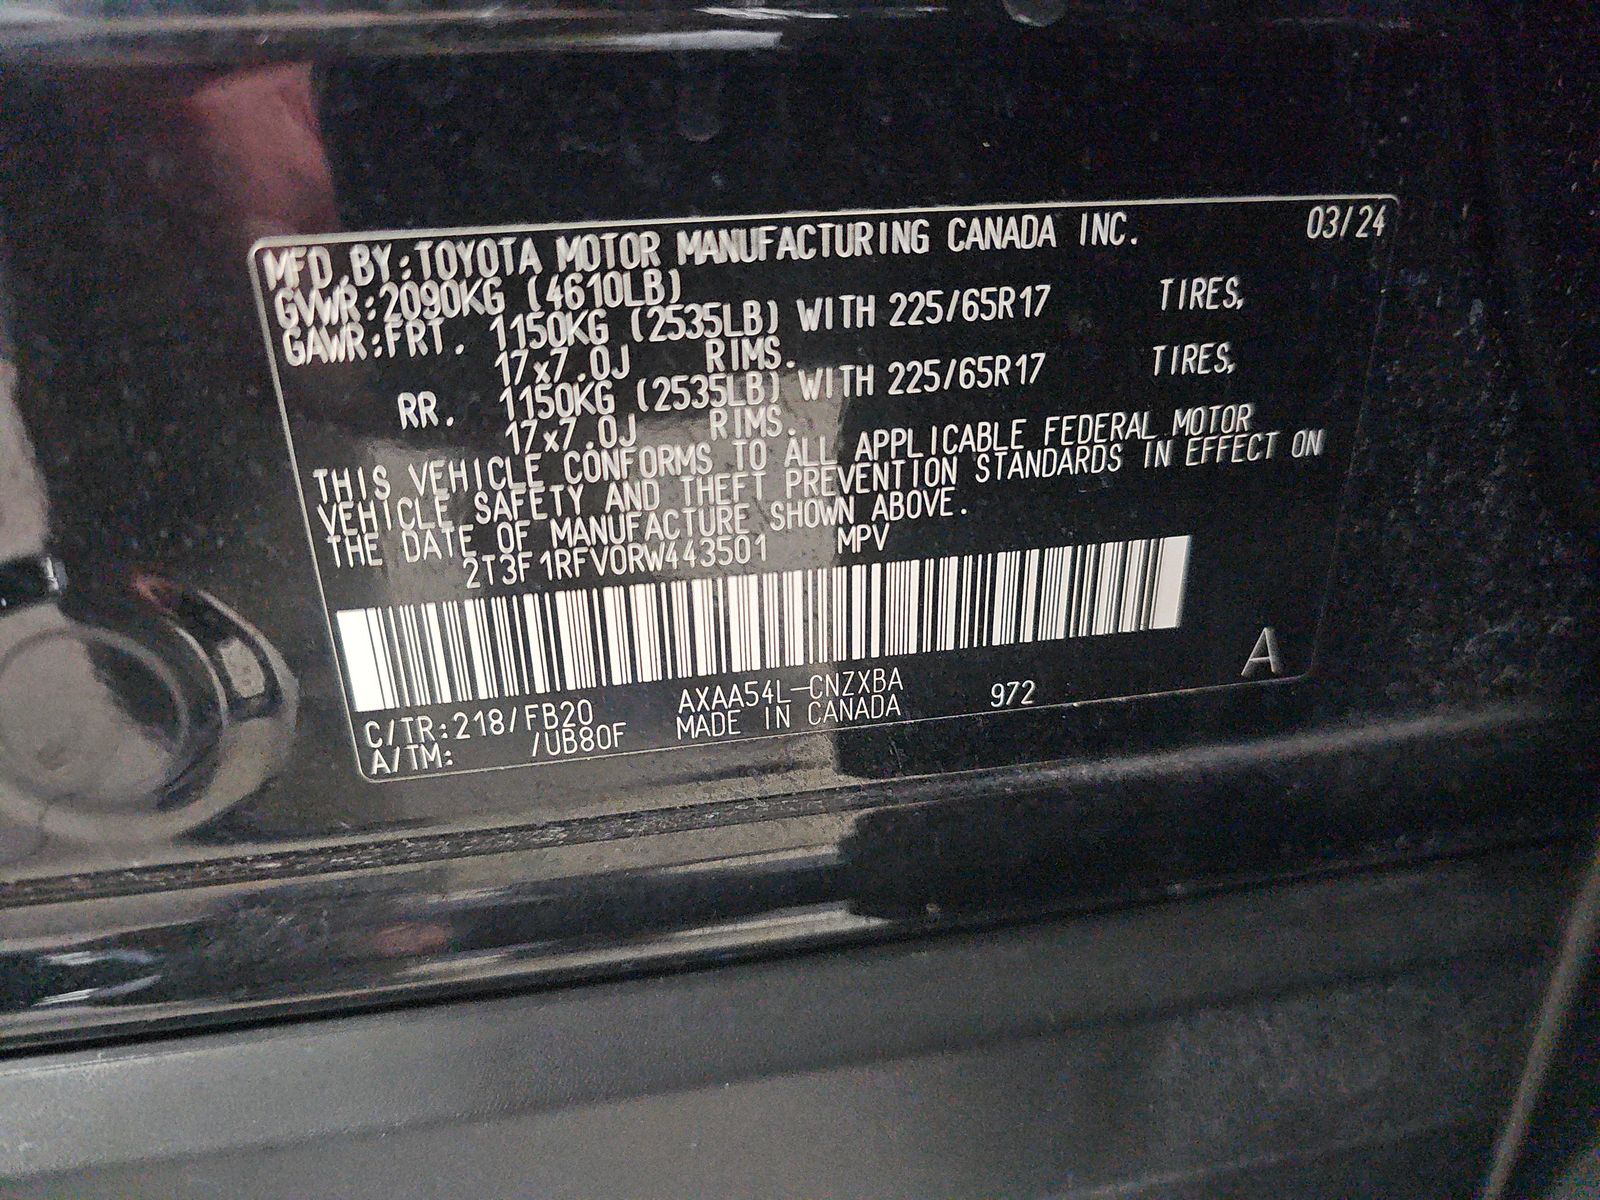 MFD.BY:TOYOTA MOTOR MANUFACTURING CANADA INC. 03/24
GVWR:2090KG (4610LB)
GAWR:FRT. 1150KG (2535LB) WITH 225/65R17 TIRES,
17x7.0J RIMS.
RR. 1150KG (2535LB) WITH 225/65R17 TIRES,
17x7.0J RIMS.
THIS VEHICLE CONFORMS TO ALL APPLICABLE FEDERAL MOTOR
VEHICLE SAFETY AND THEFT PREVENTION STANDARDS IN EFFECT ON
THE DATE OF MANUFACTURE SHOWN ABOVE.
2T3F1RFV0RW443501 MPV
C/TR:218/FB20 AXAA54L-CNZXBA 972 A
A/TM: /UB80F MADE IN CANADA